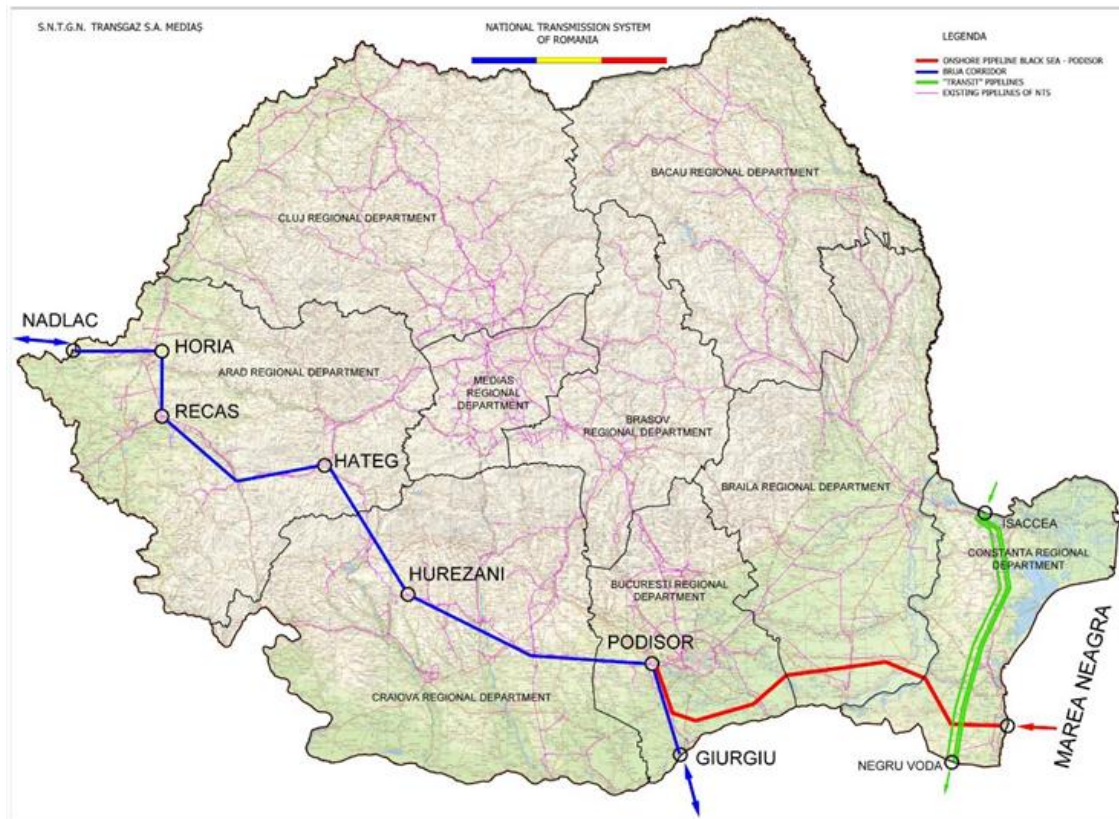 S.N.T.G.N. TRANSGAZ S.A. MEDIAȘ
NATIONAL TRANSMISSION SYSTEM
OF ROMANIA
LEGENDA
ONSHORE PIPELINE BLACK SEA - PODISOR
BRUA CORRIDOR
"TRANSIT" PIPELINES
EXISTING PIPELINES OF NTS
BACAU REGIONAL DEPARTMENT
CLUJ REGIONAL DEPARTMENT
NADLAC
HORIA
ARAD REGIONAL DEPARTMENT
MEDIAS
REGIONAL
DEPARTMENT
RECAS
BRASOV
REGIONAL DEPARTMENT
HATEG
BRAILA REGIONAL DEPARTMENT
ISACCEA
CONSTANTA REGIONAL
DEPARTMENT
HUREZANI
BUCURESTI REGIONAL
DEPARTMENT
PODISOR
CRAIOVA REGIONAL DEPARTMENT
MAREA NEAGRA
GIURGIU
NEGRU VODA